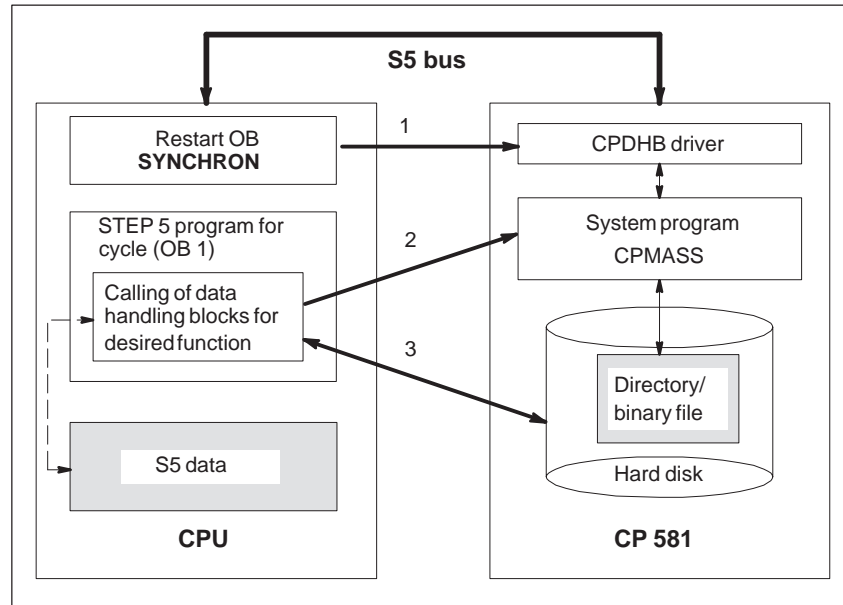 S5 bus
Restart OB
SYNCHRON
1
CPDHB driver
STEP 5 program for
cycle (OB 1)
2
System program
CPMASS
Calling of data
handling blocks for
desired function
3
Directory/
binary file
S5 data
Hard disk
CPU
CP 581